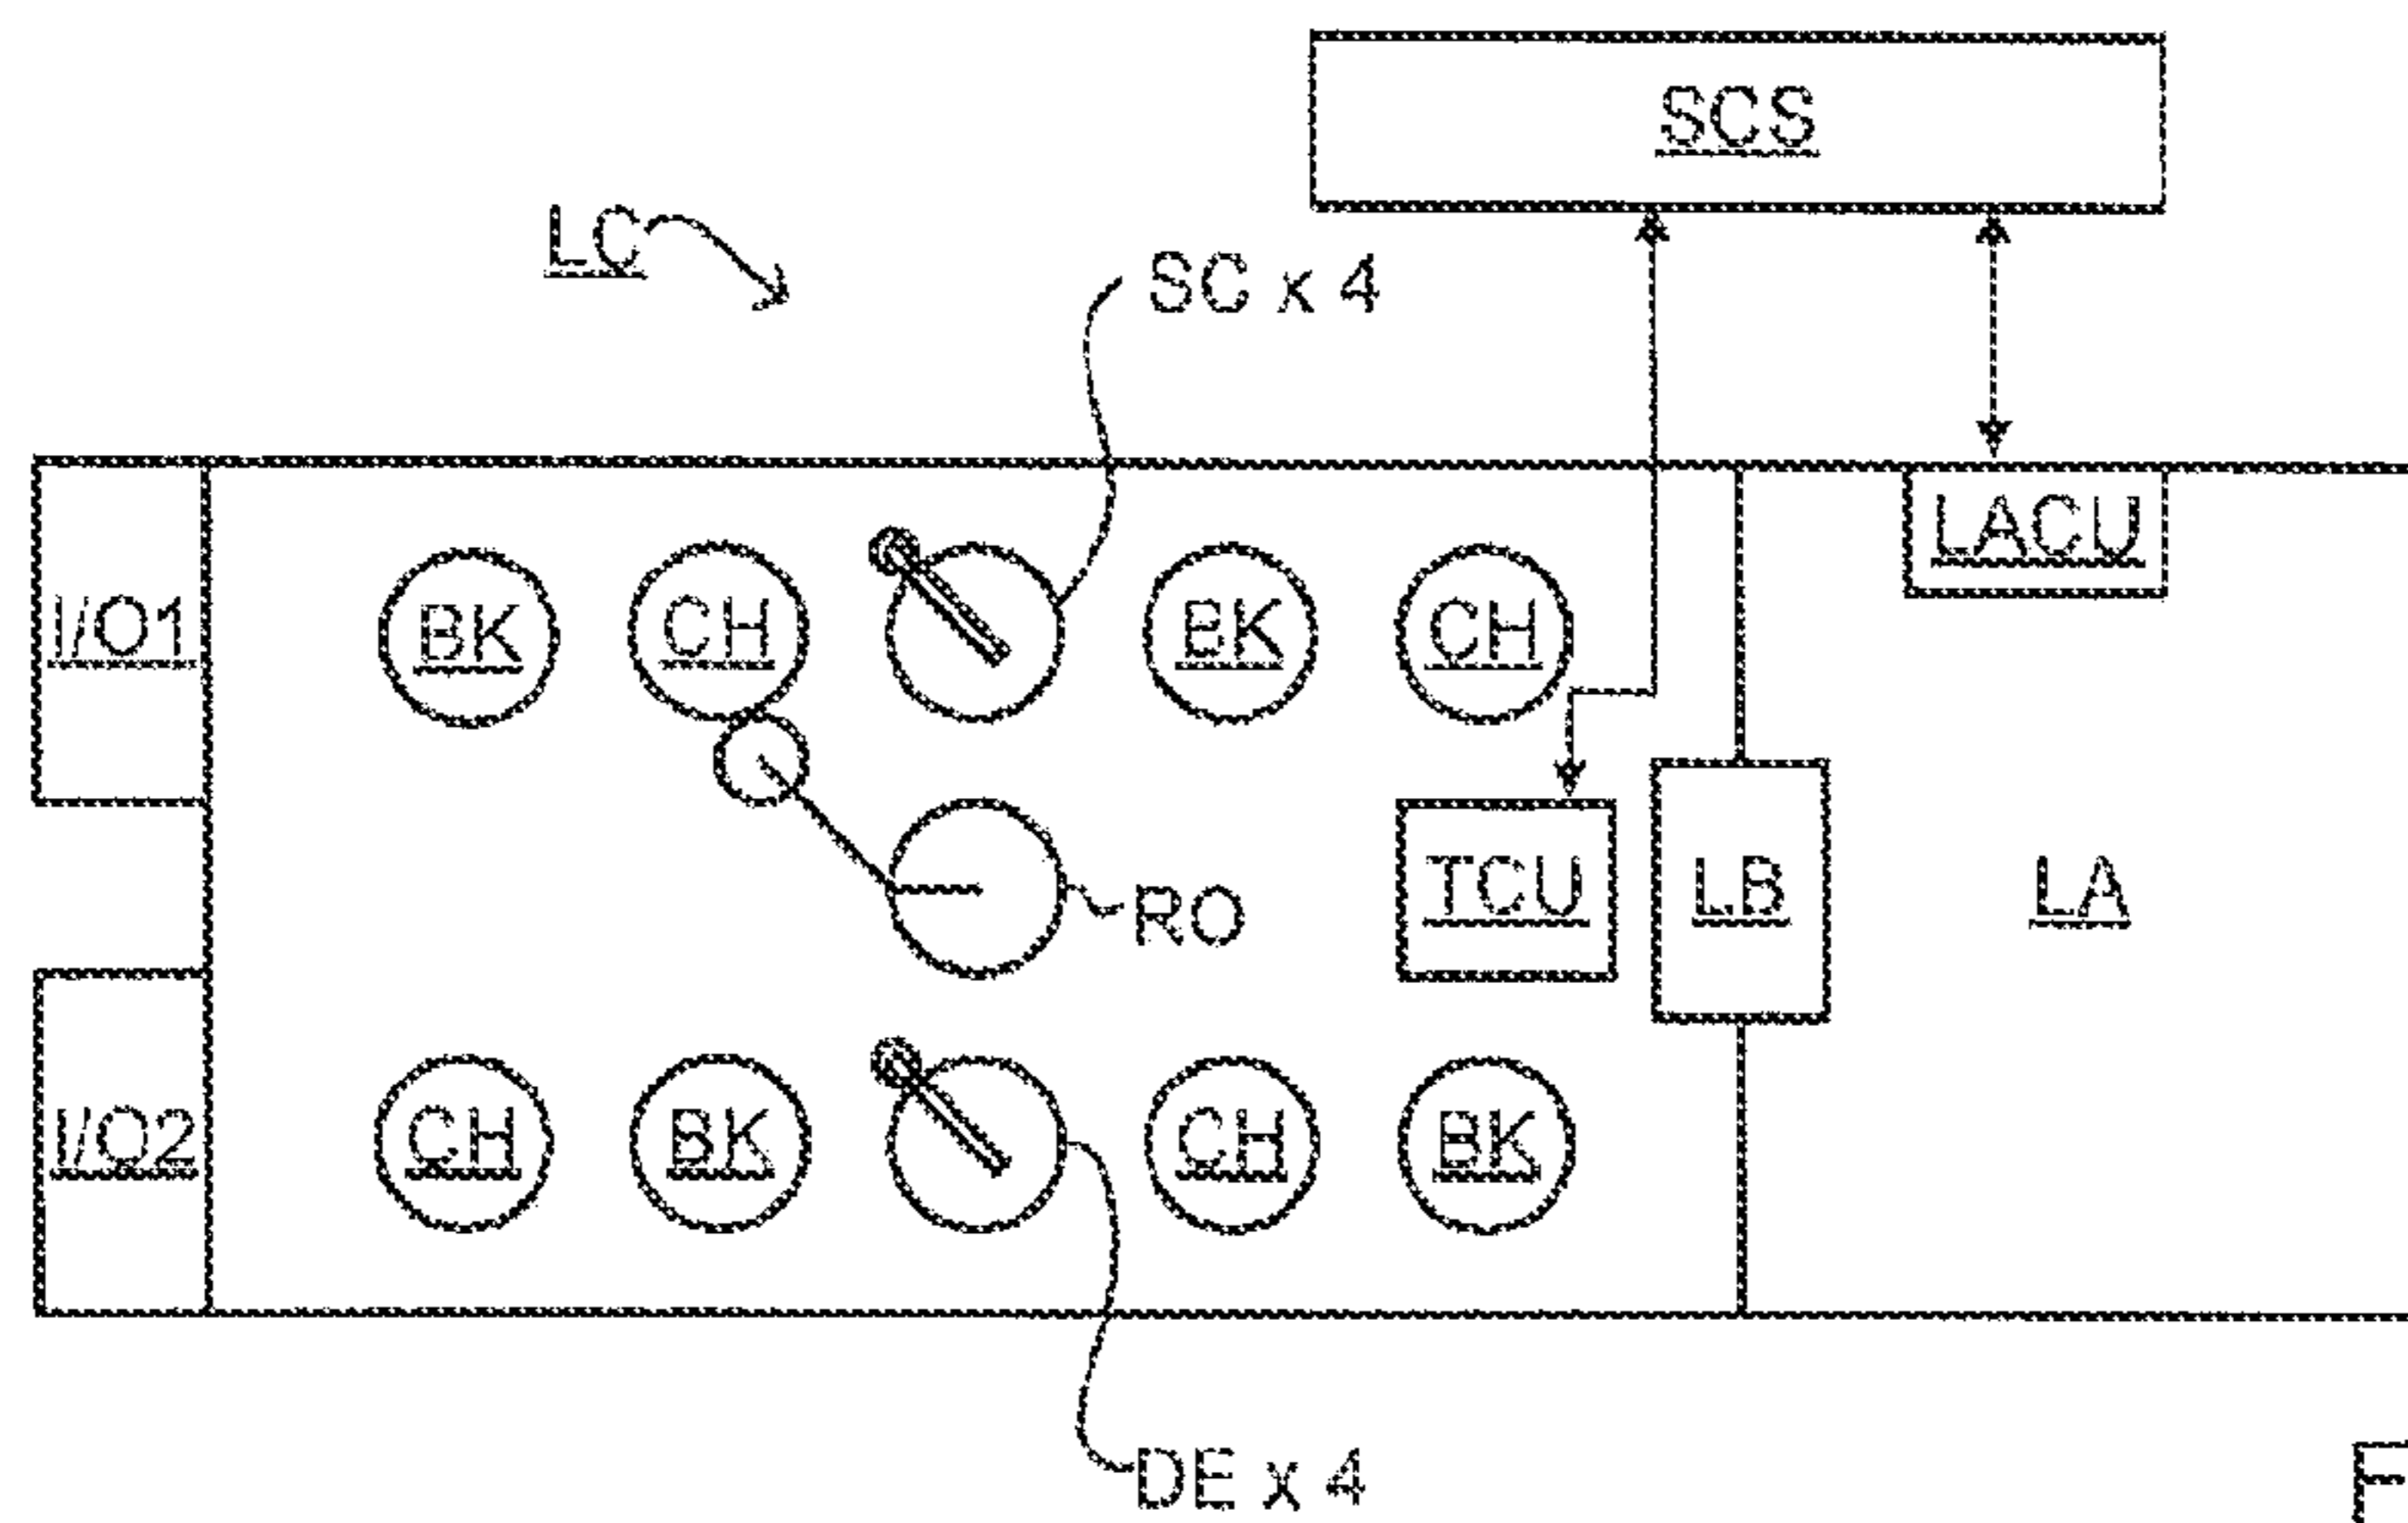 SCS
LC
SC x 4
LACU
I/O1
BK
CH
BK
CH
RO
TCU
LB
LA
I/O2
CH
BK
CH
BK
DE x 4
F